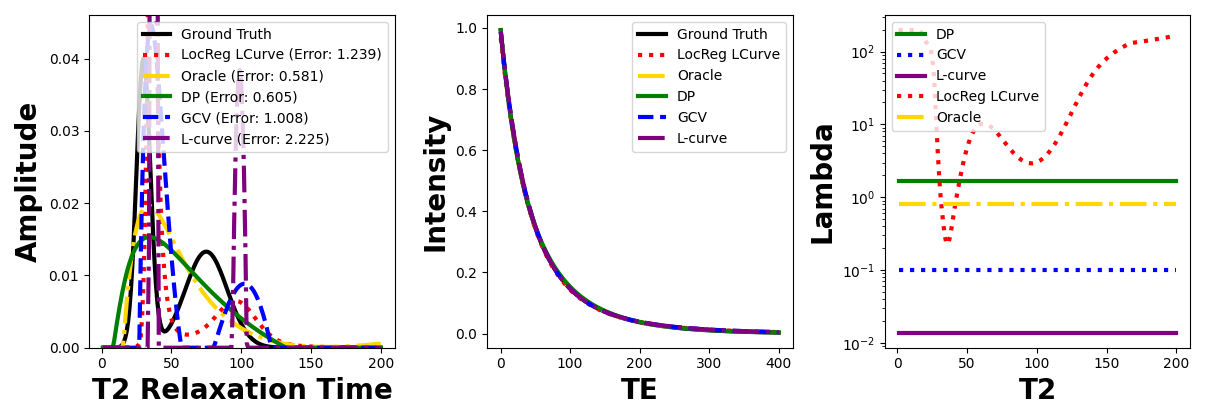 Amplitude
0.04
0.03
0.02
0.01
0.00
Ground Truth
LocReg LCurve (Error: 1.239)
Oracle (Error: 0.581)
DP (Error: 0.605)
GCV (Error: 1.008)
L-curve (Error: 2.225)
0 50 100 150 200
T2 Relaxation Time
Intensity
1.0
0.8
0.6
0.4
0.2
0.0
Ground Truth
LocReg LCurve
Oracle
DP
GCV
L-curve
0 100 200 300 400
TE
Lambda
10²
10¹
10⁰
10⁻¹
10⁻²
DP
GCV
L-curve
LocReg LCurve
Oracle
0 50 100 150 200
T2